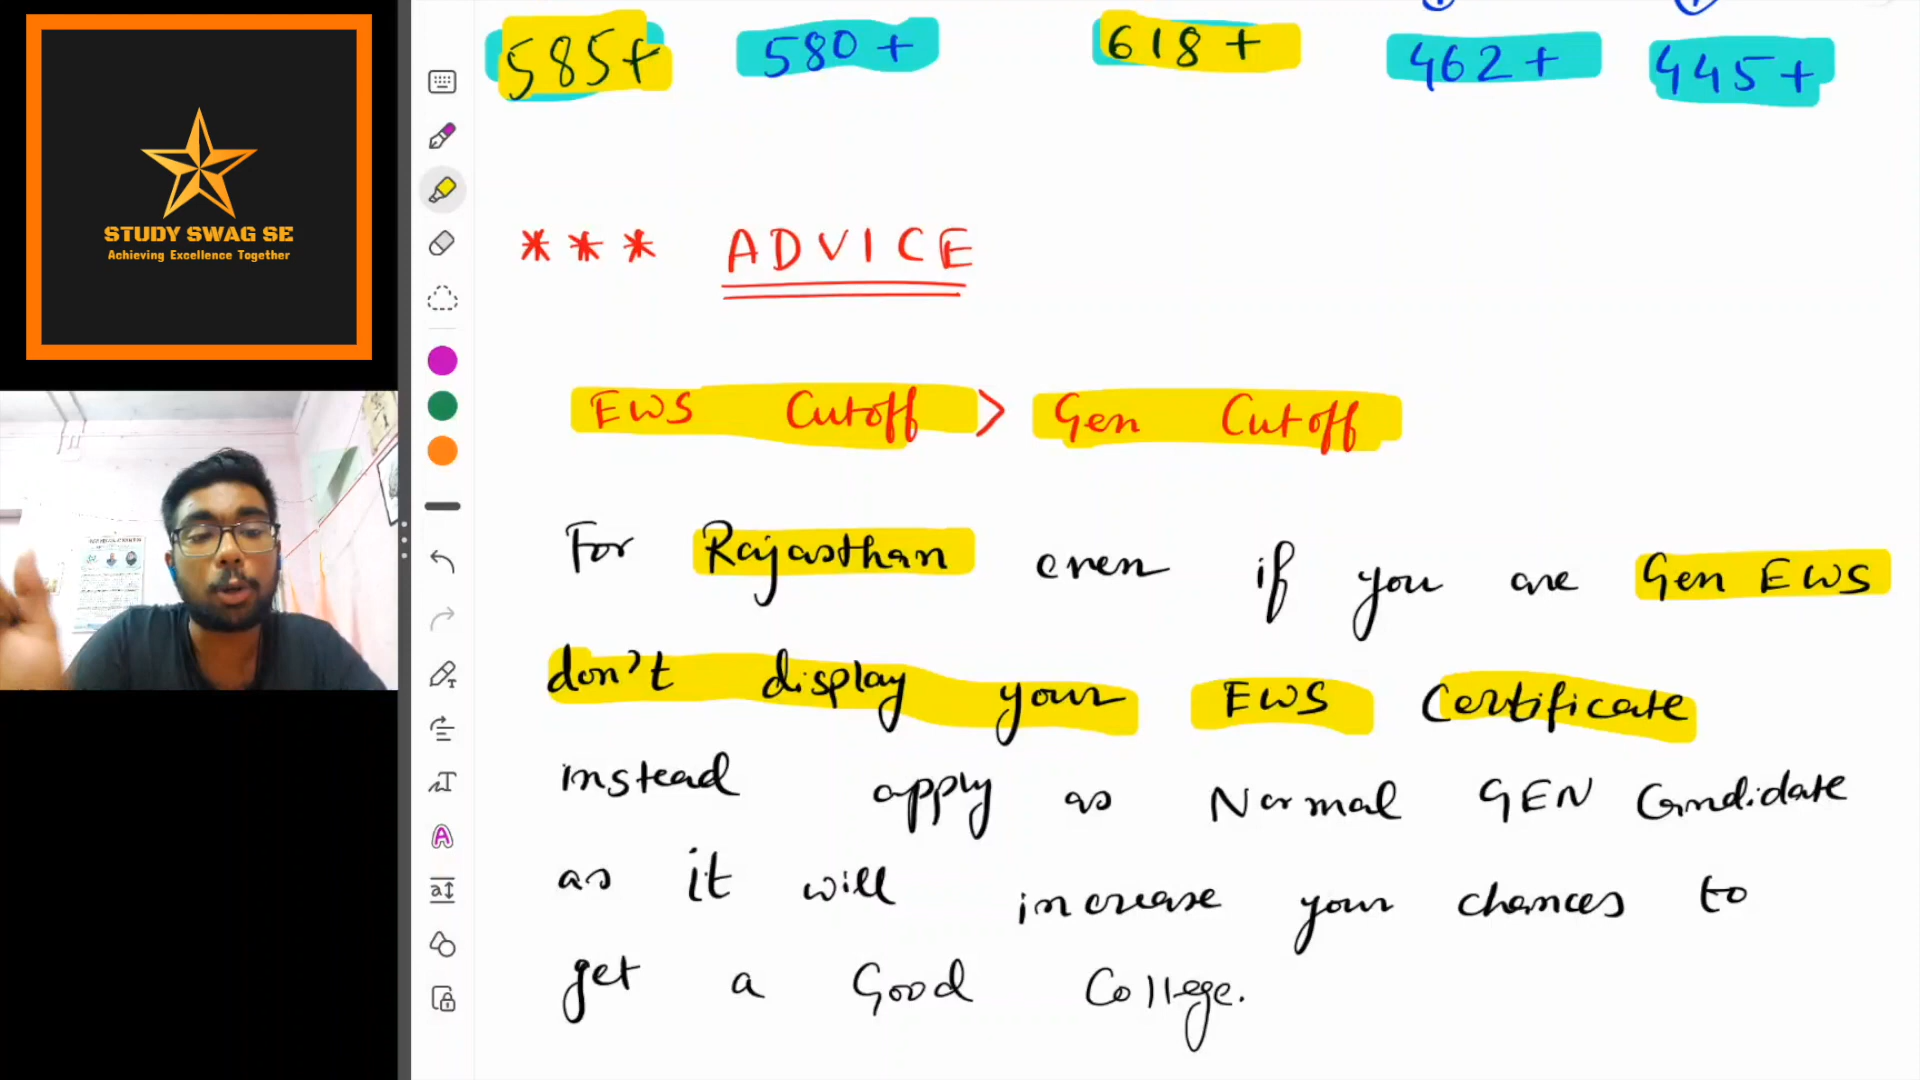 585+ 580+ 618+ 462+ 445+
STUDY SWAG SE
Achieving Excellence Together
*** ADVICE
EWS Cutoff > Gen Cutoff
For Rajasthan even if you are Gen EWS
don't display your EWS Certificate
instead apply as Normal GEN Candidate
as it will increase your chances to
get a Good College.